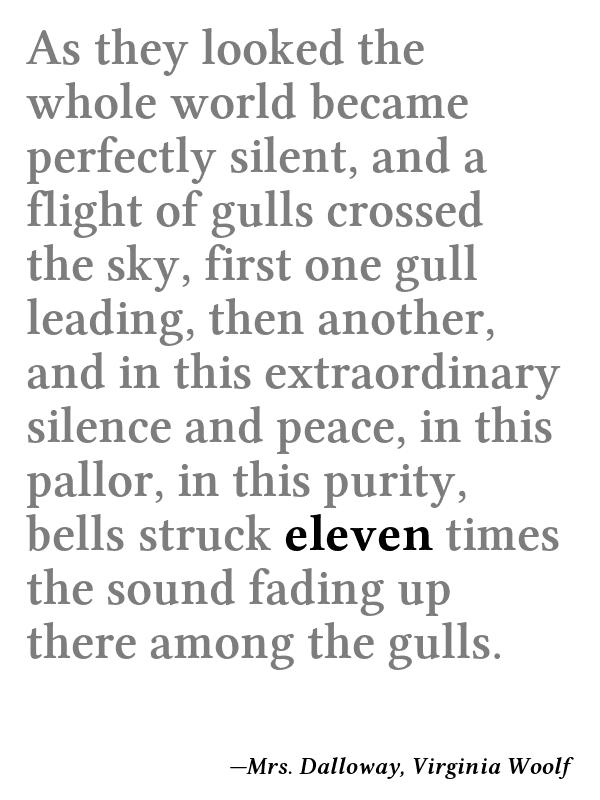 As they looked the
whole world became
perfectly silent, and a
flight of gulls crossed
the sky, first one gull
leading, then another,
and in this extraordinary
silence and peace, in this
pallor, in this purity,
bells struck eleven times
the sound fading up
there among the gulls.
—Mrs. Dalloway, Virginia Woolf